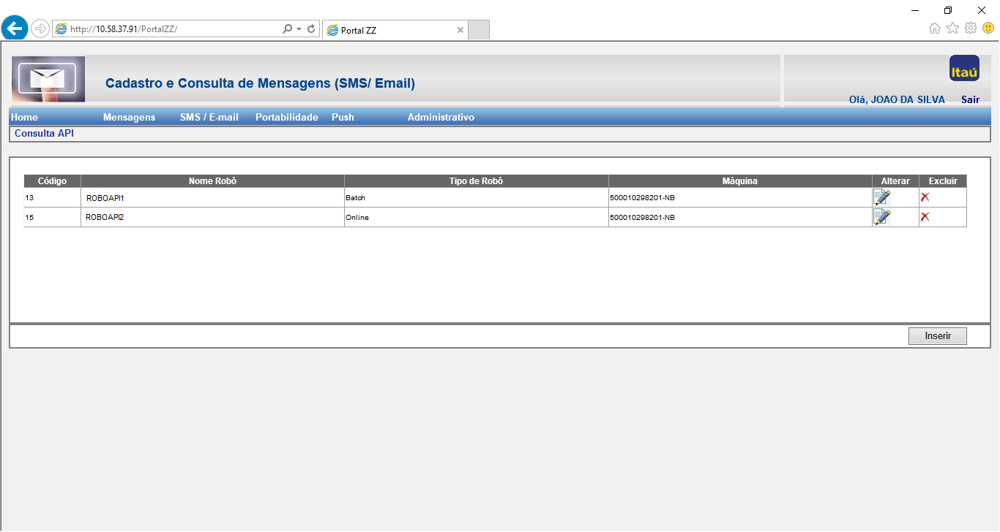 http://10.58.37.91/PortalZZ/
Portal ZZ
Cadastro e Consulta de Mensagens (SMS/ Email)
Itaú
Olá, JOAO DA SILVA Sair
Home Mensagens SMS / E-mail Portabilidade Push Administrativo
Consulta API
Código Nome Robô Tipo de Robô Máquina Alterar Excluir
13 ROBOAPI1 Batch 500010298201-NB
15 ROBOAPI2 Online 500010298201-NB
Inserir